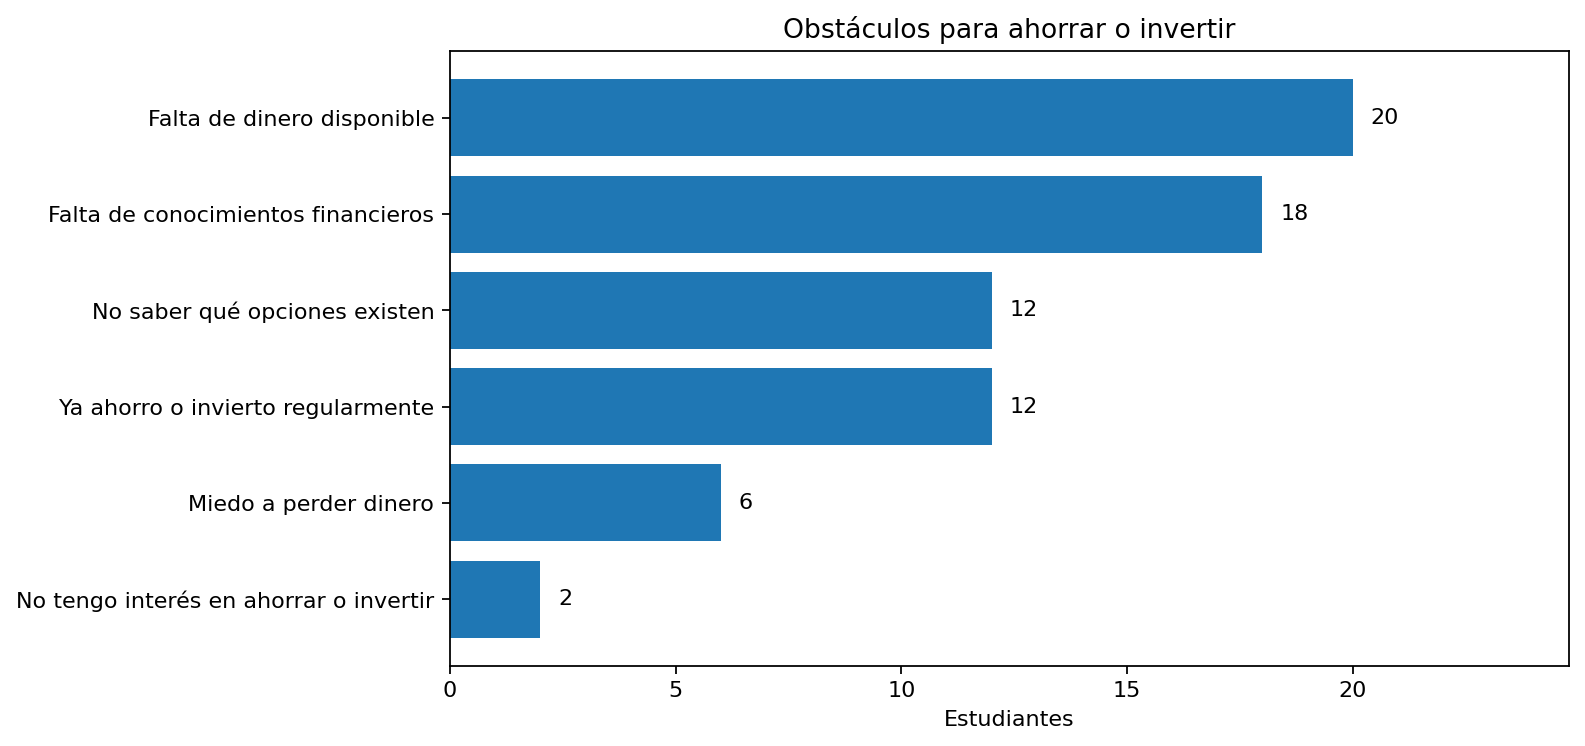 Obstáculos para ahorrar o invertir
Falta de dinero disponible
20
Falta de conocimientos financieros
18
No saber qué opciones existen
12
Ya ahorro o invierto regularmente
12
Miedo a perder dinero
6
No tengo interés en ahorrar o invertir
2
0 5 10 15 20
Estudiantes